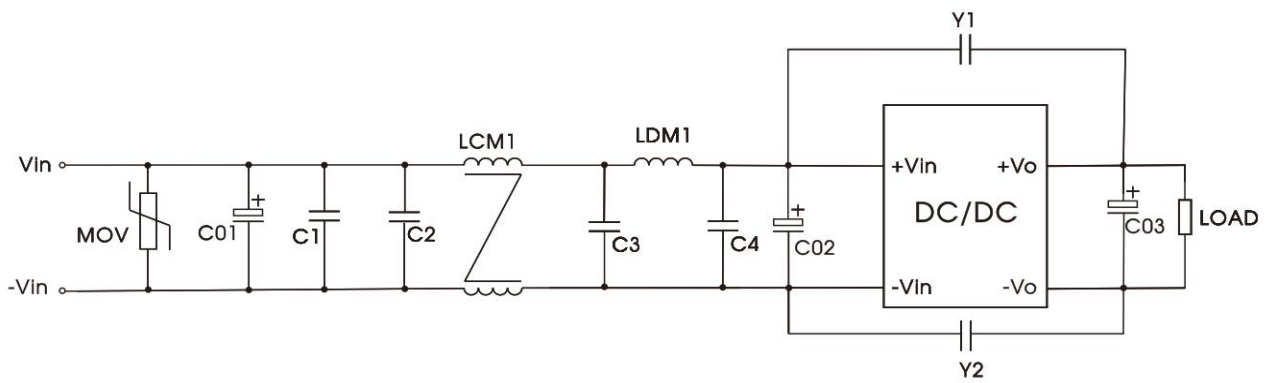 Y1
LCM1
LDM1
Vin
+Vin
+Vo
DC/DC
MOV
+
C01
C1
C2
C3
C4
+
C02
+
C03
LOAD
-Vin
-Vin
-Vo
Y2